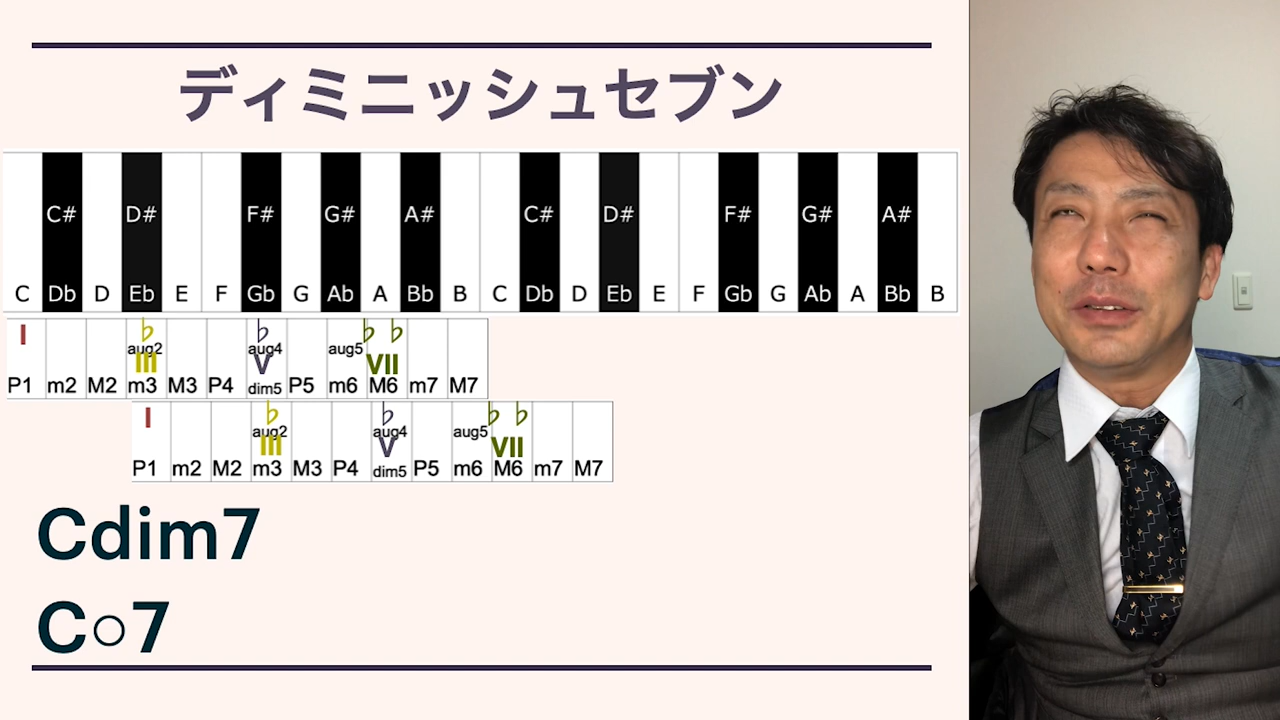 ディミニッシュセブン
C# D# F# G# A# C# D# F# G# A#
C Db D Eb E F Gb G Ab A Bb B C Db D Eb E F Gb G Ab A Bb B
I ♭ ♭ ♭ ♭
aug2 aug4 aug5
III V VII
P1 m2 M2 m3 M3 P4 dim5 P5 m6 M6 m7 M7
I ♭ ♭ ♭ ♭
aug2 aug4 aug5
III V VII
P1 m2 M2 m3 M3 P4 dim5 P5 m6 M6 m7 M7
Cdim7
C○7